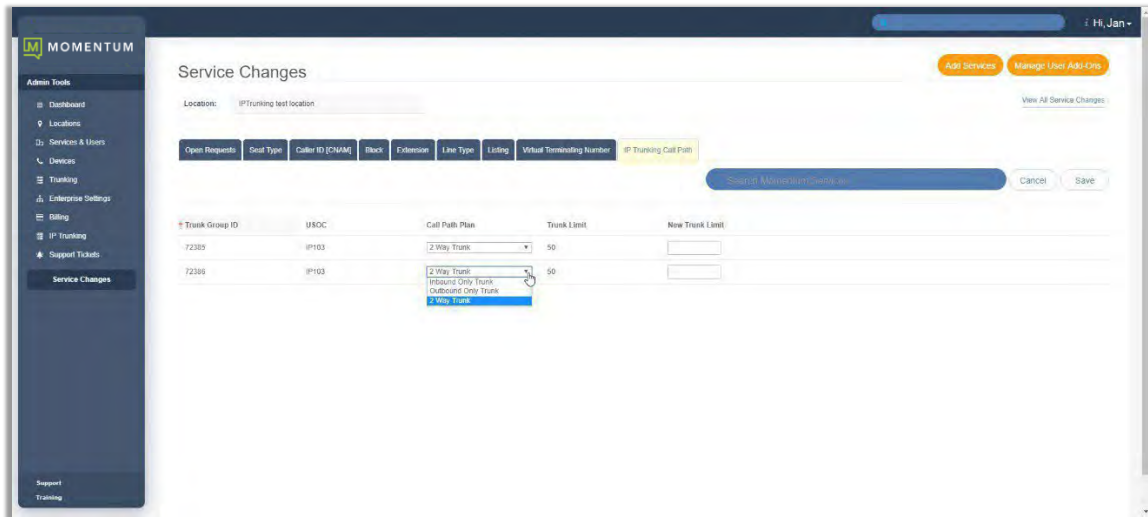 Hi, Jan
M MOMENTUM
Admin Tools
Dashboard
Locations
Services & Users
Devices
Trunking
Enterprise Settings
Billing
IP Trunking
Support Tickets
Service Changes
Support
Training
Service Changes
Add Services
Manage User Add-Ons
Location: IPTrunking test location
View All Service Changes
Open Requests Seat Type Caller ID [CNAM] Block Extension Line Type Listing Virtual Terminating Number IP Trunking Call Path
Search Momentum
Cancel Save
Trunk Group ID USOC Call Path Plan Trunk Limit New Trunk Limit
72385 IP103 2 Way Trunk 50
72386 IP103 2 Way Trunk 50
Inbound Only Trunk
Outbound Only Trunk
2 Way Trunk